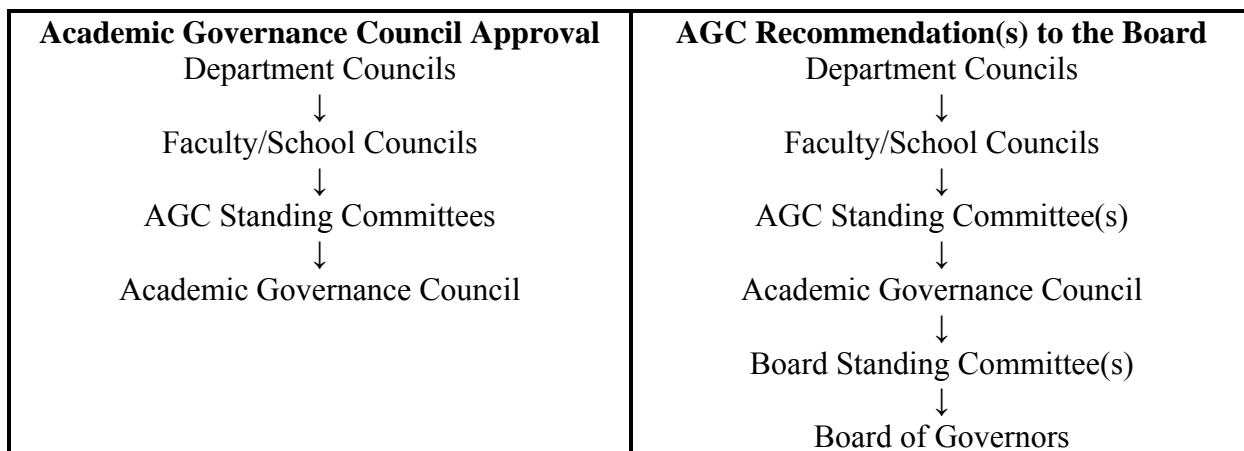 Academic Governance Council Approval
Department Councils
↓
Faculty/School Councils
↓
AGC Standing Committees
↓
Academic Governance Council
AGC Recommendation(s) to the Board
Department Councils
↓
Faculty/School Councils
↓
AGC Standing Committee(s)
↓
Academic Governance Council
↓
Board Standing Committee(s)
↓
Board of Governors